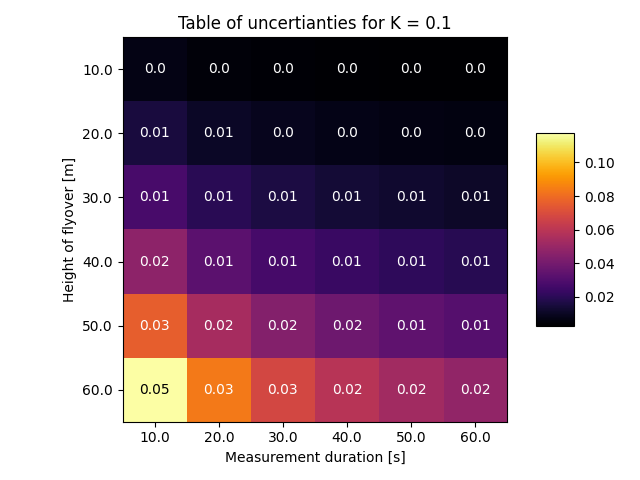 Table of uncertianties for K = 0.1
10.0 0.0 0.0 0.0 0.0 0.0 0.0
20.0 0.01 0.01 0.0 0.0 0.0 0.0
30.0 0.01 0.01 0.01 0.01 0.01 0.01
40.0 0.02 0.01 0.01 0.01 0.01 0.01
50.0 0.03 0.02 0.02 0.02 0.01 0.01
60.0 0.05 0.03 0.03 0.02 0.02 0.02
10.0 20.0 30.0 40.0 50.0 60.0
Measurement duration [s]
Height of flyover [m]
0.10
0.08
0.06
0.04
0.02